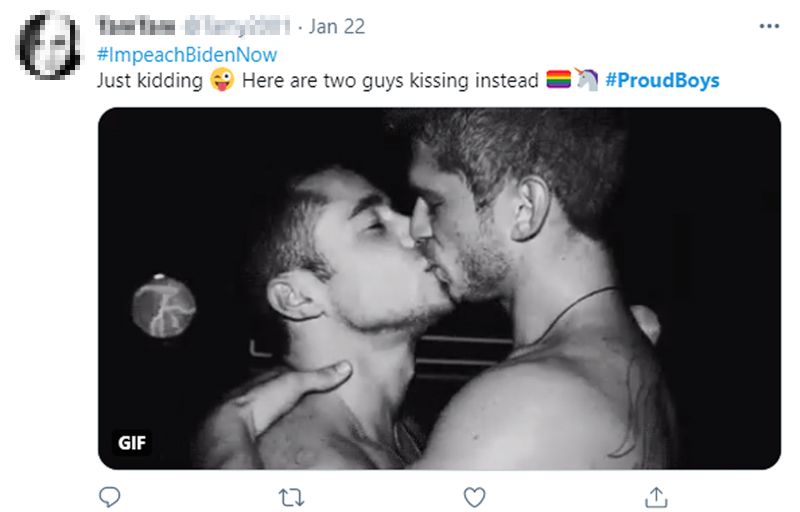 · Jan 22
#ImpeachBidenNow
Just kidding 😜 Here are two guys kissing instead 🏳️‍🌈🦄 #ProudBoys
GIF